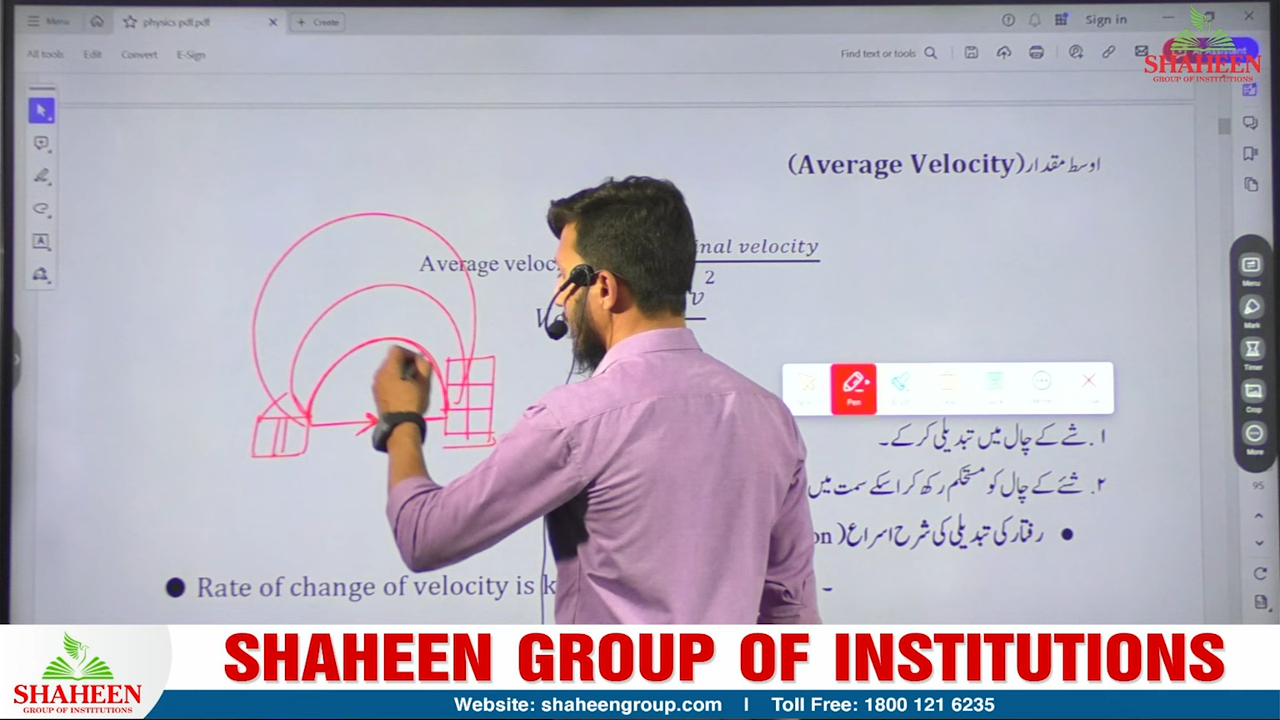 Menu
physics pdf.pdf
Create
Sign in
All tools Edit Convert E-Sign
Find text or tools
SHAHEEN
GROUP OF INSTITUTIONS
اوسط مقدار (Average Velocity)
inal velocity
2
v
Pen
Menu
Mark
Timer
Crop
More
95
۱. شے کے چال میں تبدیلی کر کے۔
۲. شئے کے چال کو مستحکم رکھ کر اسکے سمت میں
رفتار کی تبدیلی کی شرح اسراع
● Rate of change of velocity is
SHAHEEN
GROUP OF INSTITUTIONS
SHAHEEN GROUP OF INSTITUTIONS
Website: shaheengroup.com I Toll Free: 1800 121 6235